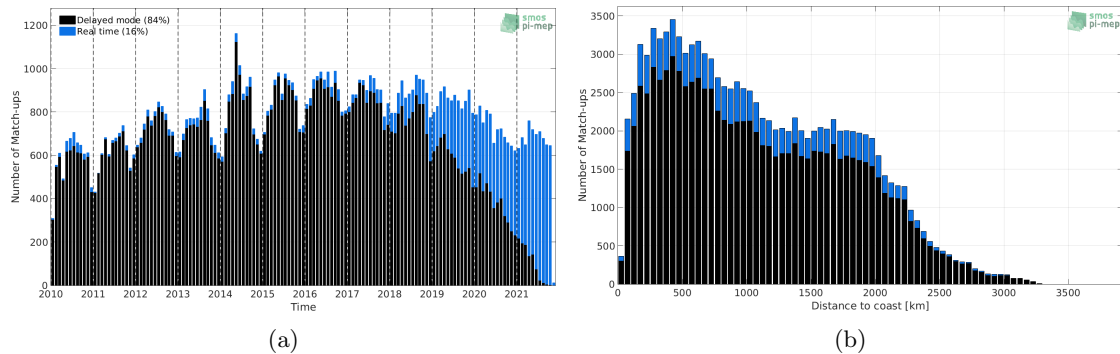 Delayed mode (84%)
Real time (16%)
smos
pi-mep
1200
1000
800
600
400
200
0
Number of Match-ups
2010 2011 2012 2013 2014 2015 2016 2017 2018 2019 2020 2021
Time
(a)
smos
pi-mep
3500
3000
2500
2000
1500
1000
500
0
Number of Match-ups
0 500 1000 1500 2000 2500 3000 3500
Distance to coast [km]
(b)